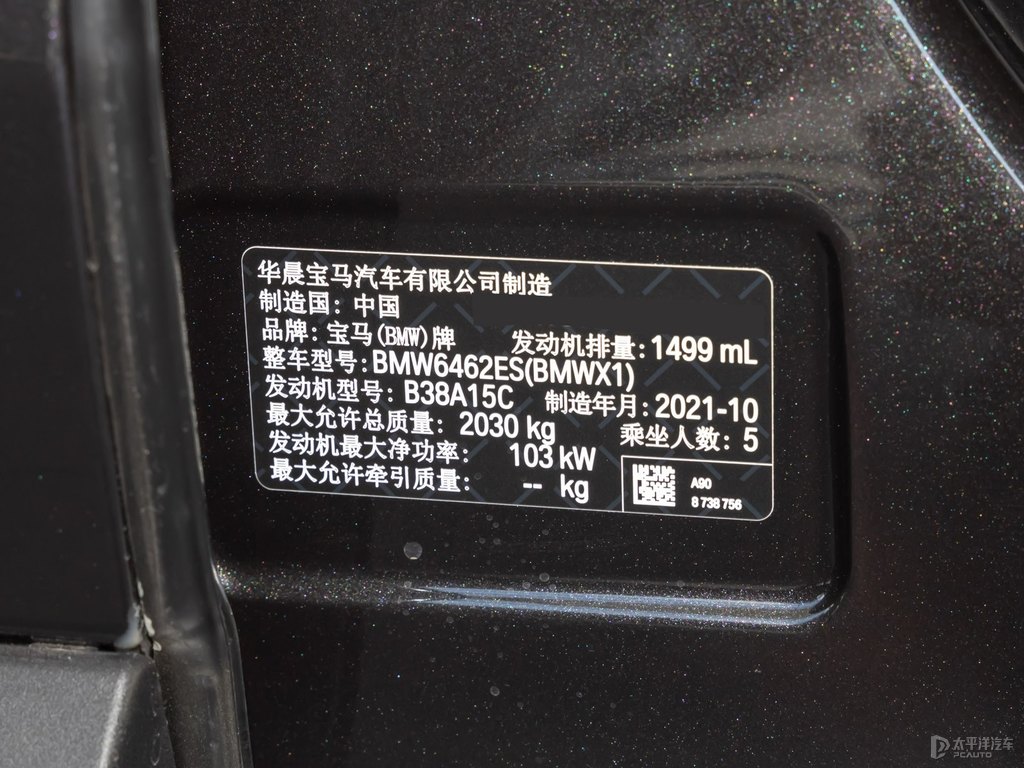 华晨宝马汽车有限公司制造
制造国: 中国
品牌: 宝马(BMW)牌 发动机排量: 1499 mL
整车型号: BMW6462ES(BMWX1)
发动机型号: B38A15C 制造年月: 2021-10
最大允许总质量: 2030 kg 乘坐人数: 5
发动机最大净功率: 103 kW
最大允许牵引质量: -- kg
A90
8 738 756
太平洋汽车
PCAUTO